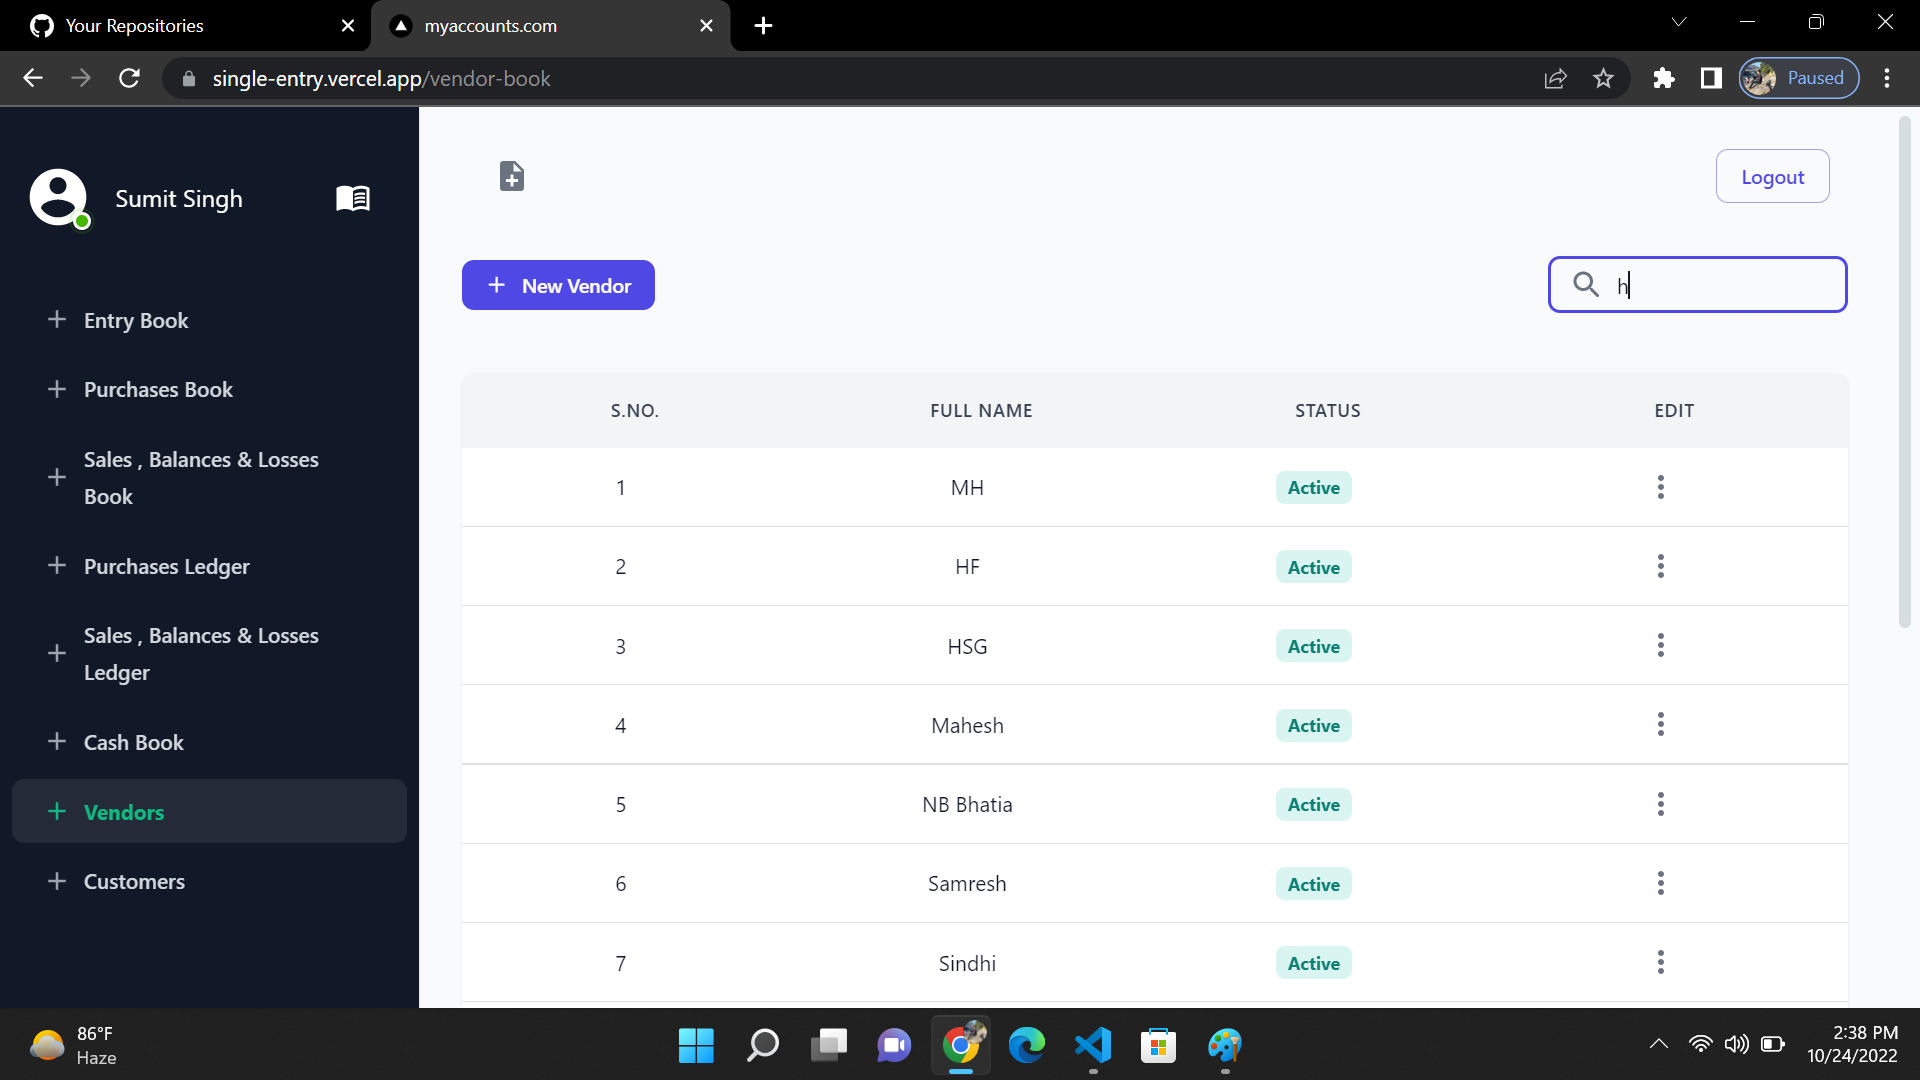 Your Repositories
myaccounts.com
single-entry.vercel.app/vendor-book
Paused
Sumit Singh
Logout
+ New Vendor
h
+ Entry Book
+ Purchases Book
+ Sales , Balances & Losses
Book
+ Purchases Ledger
+ Sales , Balances & Losses
Ledger
+ Cash Book
+ Vendors
+ Customers
S.NO. FULL NAME STATUS EDIT
1 MH Active
2 HF Active
3 HSG Active
4 Mahesh Active
5 NB Bhatia Active
6 Samresh Active
7 Sindhi Active
86°F
Haze
2:38 PM
10/24/2022